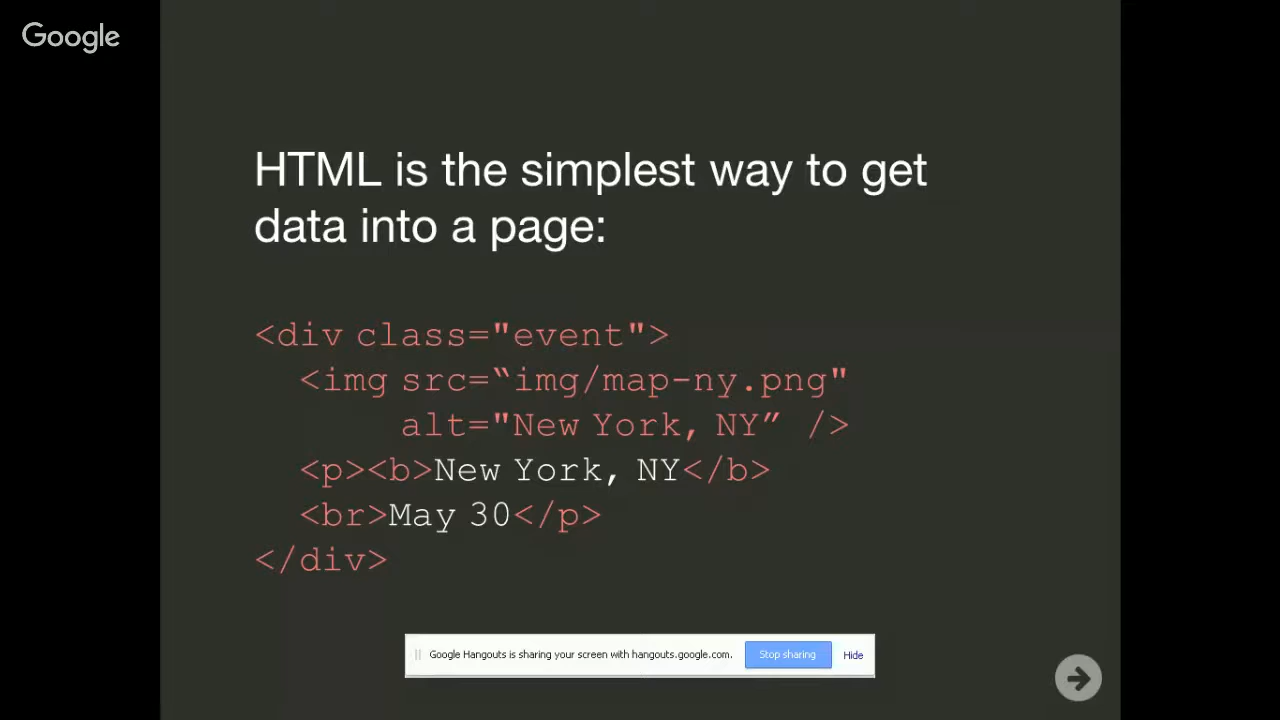 Google
HTML is the simplest way to get
data into a page:
<div class="event">
<img src=“img/map-ny.png"
alt="New York, NY” />
<p><b>New York, NY</b>
<br>May 30</p>
</div>
Google Hangouts is sharing your screen with hangouts.google.com. Stop sharing Hide